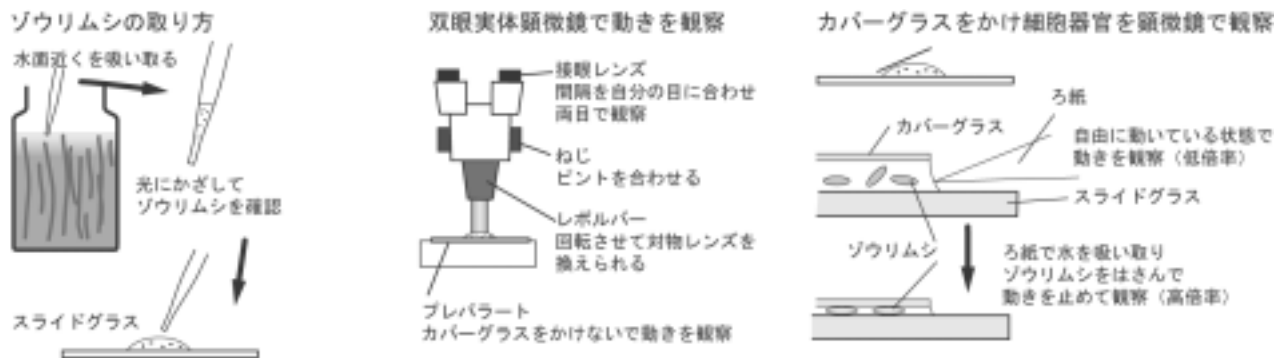 ゾウリムシの取り方
水面近くを吸い取る
光にかざして
ゾウリムシを確認
スライドグラス
双眼実体顕微鏡で動きを観察
接眼レンズ
間隔を自分の目に合わせ
両目で観察
ねじ
ピントを合わせる
レボルバー
回転させて対物レンズを
換えられる
プレパラート
カバーグラスをかけないで動きを観察
カバーグラスをかけ細胞器官を顕微鏡で観察
ろ紙
カバーグラス
自由に動いている状態で
動きを観察（低倍率）
スライドグラス
ゾウリムシ
ろ紙で水を吸い取り
ゾウリムシをはさんで
動きを止めて観察（高倍率）